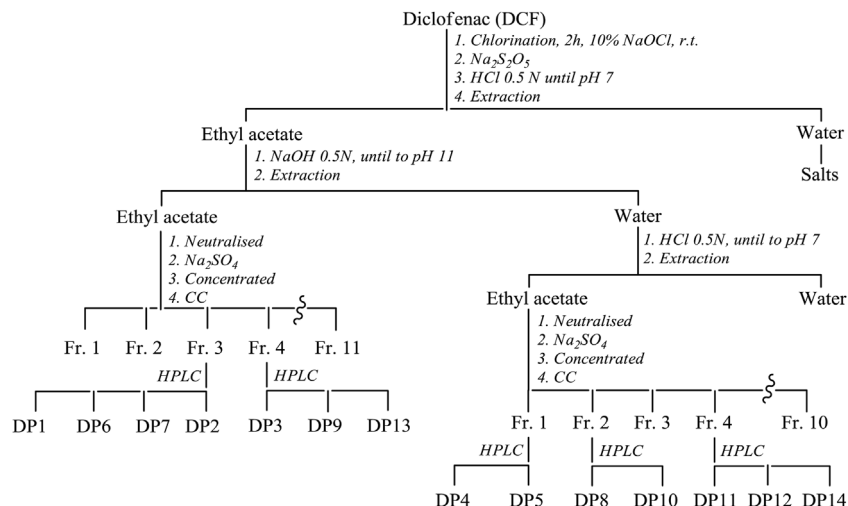 Diclofenac (DCF)
1. Chlorination, 2h, 10% NaOCl, r.t.
2. Na2S2O5
3. HCl 0.5 N until pH 7
4. Extraction
Ethyl acetate
Water
1. NaOH 0.5N, until to pH 11
2. Extraction
Salts
Ethyl acetate
Water
1. Neutralised
2. Na2SO4
3. Concentrated
4. CC
1. HCl 0.5N, until to pH 7
2. Extraction
Ethyl acetate
Water
1. Neutralised
2. Na2SO4
3. Concentrated
4. CC
Fr. 1 Fr. 2 Fr. 3 Fr. 4 Fr. 11
HPLC HPLC
DP1 DP6 DP7 DP2 DP3 DP9 DP13
Fr. 1 Fr. 2 Fr. 3 Fr. 4 Fr. 10
HPLC HPLC HPLC
DP4 DP5 DP8 DP10 DP11 DP12 DP14